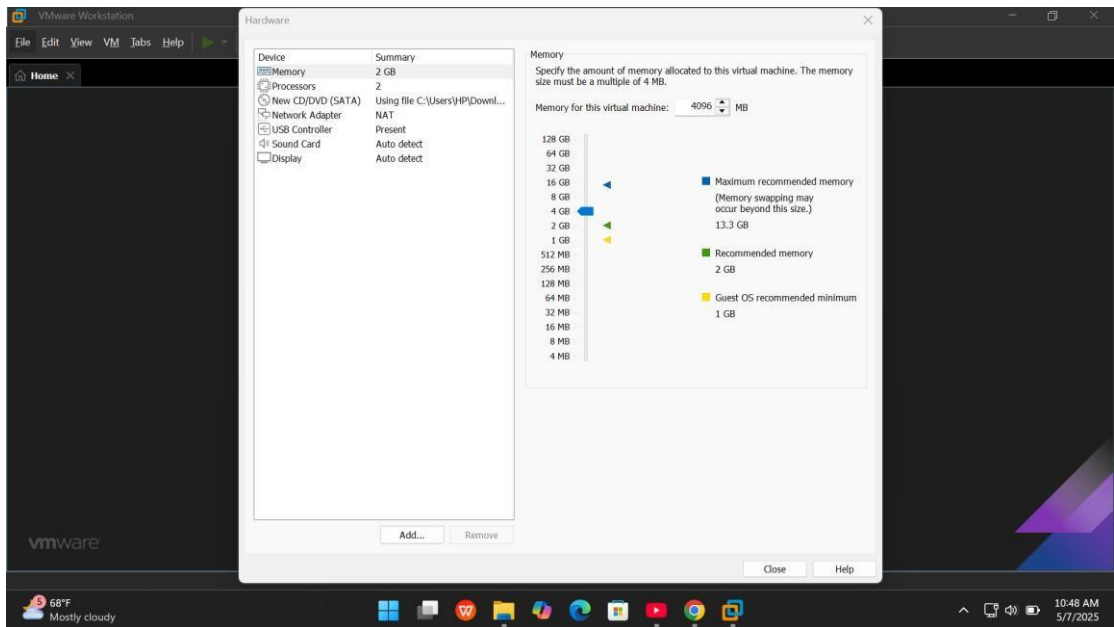 VMware Workstation
File Edit View VM Tabs Help
Home
Hardware
Device Summary
Memory 2 GB
Processors 2
New CD/DVD (SATA) Using file C:\Users\HP\Downl...
Network Adapter NAT
USB Controller Present
Sound Card Auto detect
Display Auto detect
Add... Remove
Memory
Specify the amount of memory allocated to this virtual machine. The memory
size must be a multiple of 4 MB.
Memory for this virtual machine: 4096 MB
128 GB
64 GB
32 GB
16 GB
8 GB
4 GB
2 GB
1 GB
512 MB
256 MB
128 MB
64 MB
32 MB
16 MB
8 MB
4 MB
Maximum recommended memory
(Memory swapping may
occur beyond this size.)
13.3 GB
Recommended memory
2 GB
Guest OS recommended minimum
1 GB
Close Help
vmware
5
68°F
Mostly cloudy
10:48 AM
5/7/2025